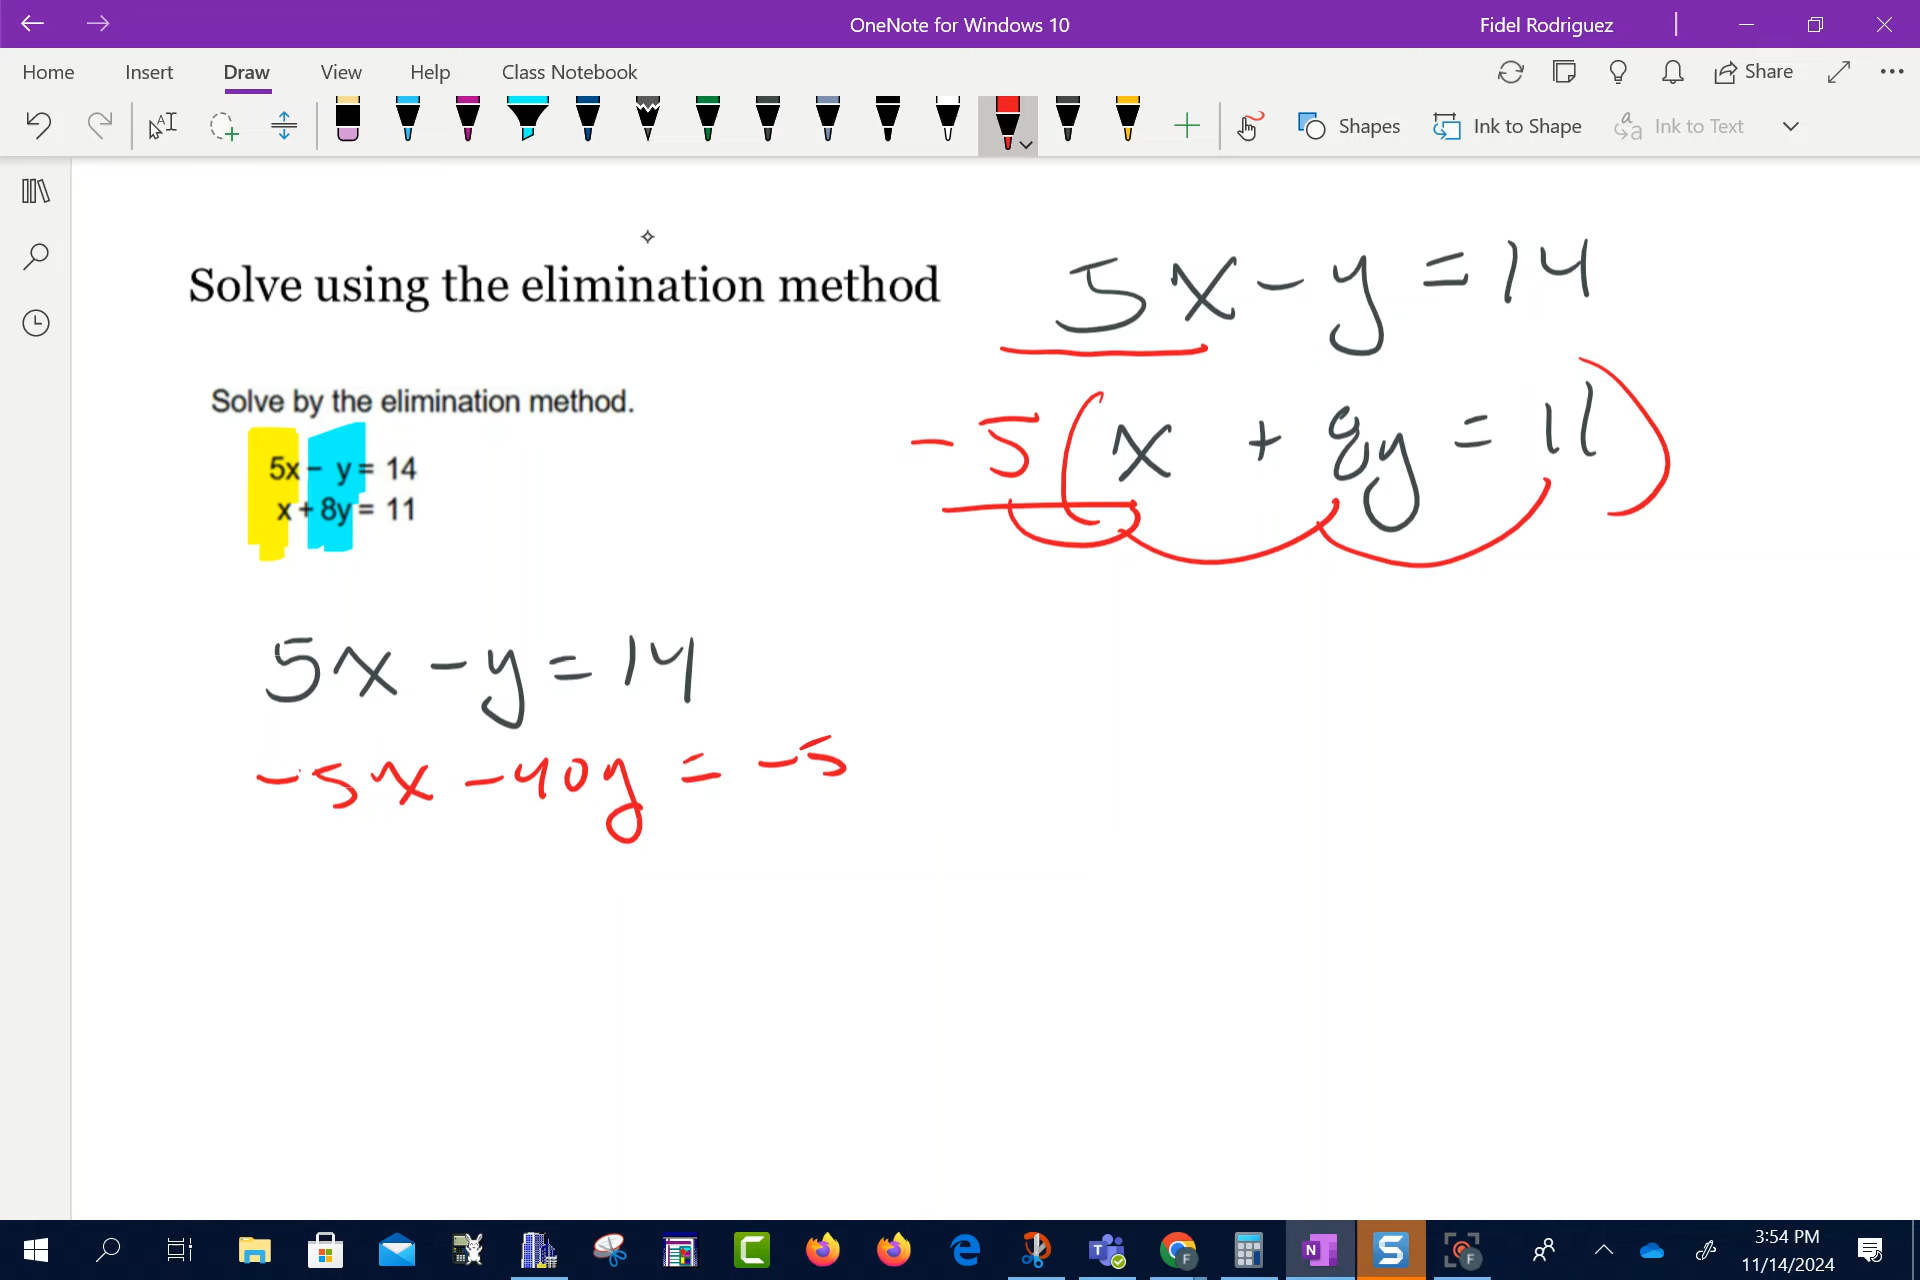 OneNote for Windows 10
Fidel Rodriguez
Home Insert Draw View Help Class Notebook
Share
Shapes Ink to Shape Ink to Text
Solve using the elimination method
5x - y = 14
-5(x + 8y = 11)
Solve by the elimination method.
5x - y = 14
x + 8y = 11
5x - y = 14
-5x - 40y = -5
3:54 PM
11/14/2024